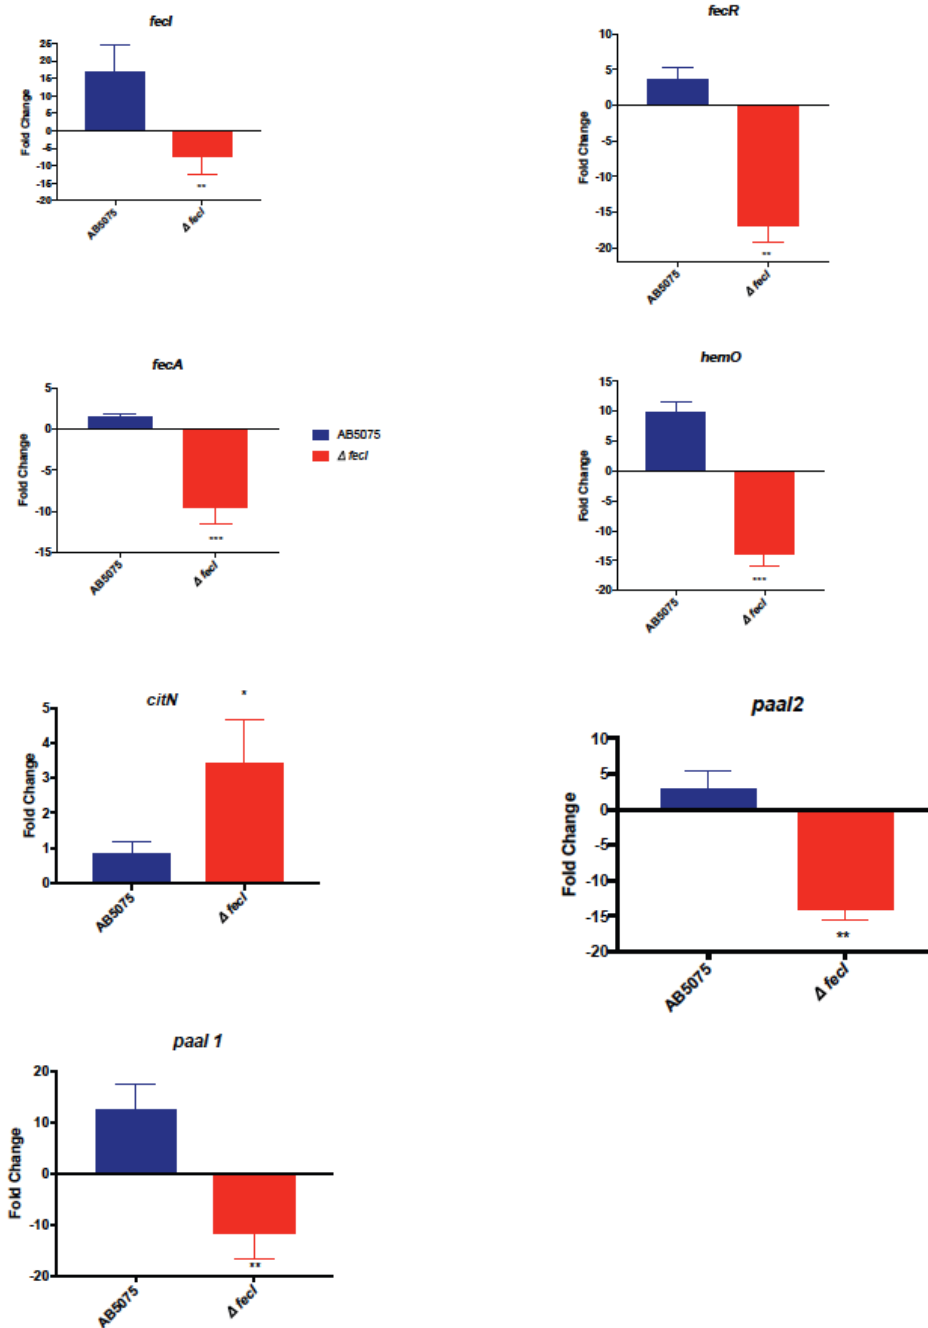 fecI
25
20
15
10
5
0
-5
-10
-15
-20
Fold Change
**
AB5075
Δ fecI
fecR
10
5
0
-5
-10
-15
-20
Fold Change
**
AB5075
Δ fecI
fecA
5
0
-5
-10
-15
Fold Change
***
AB5075
Δ fecI
AB5075
Δ fecI
hemO
15
10
5
0
-5
-10
-15
-20
Fold Change
***
AB5075
Δ fecI
citN
*
5
4
3
2
1
0
Fold Change
AB5075
Δ fecI
paaI2
10
5
0
-5
-10
-15
-20
Fold Change
**
AB5075
Δ fecI
paaI 1
20
10
0
-10
-20
Fold Change
**
AB5075
Δ fecI